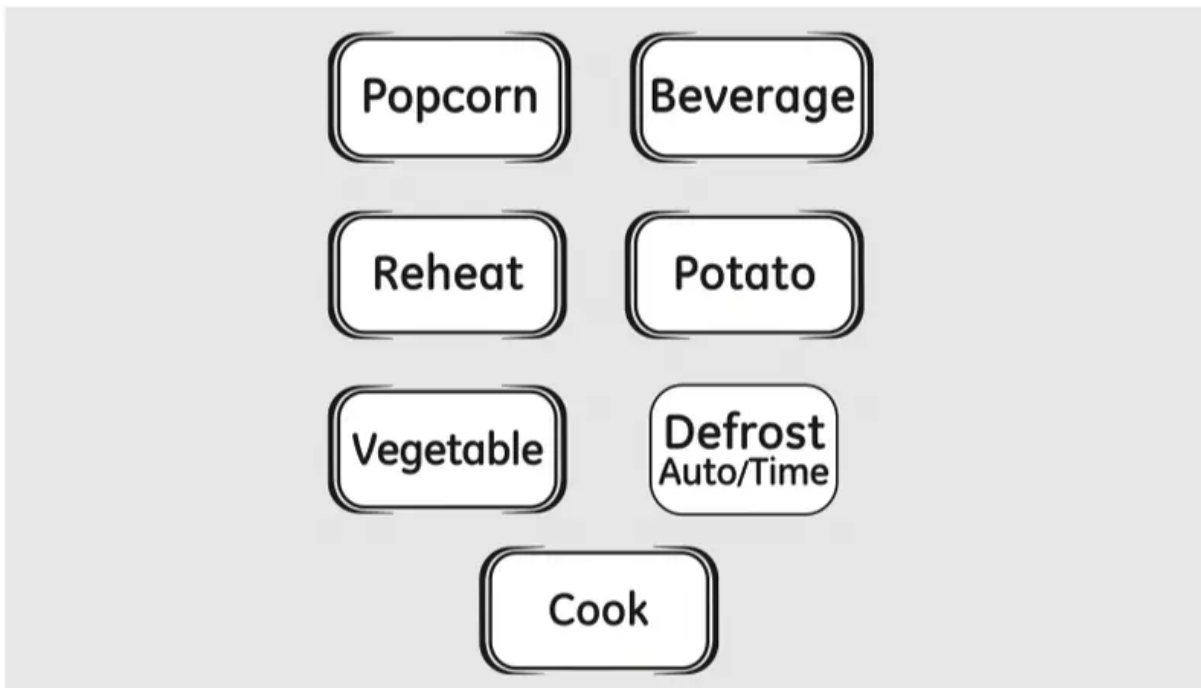 Popcorn
Beverage
Reheat
Potato
Vegetable
Defrost
Auto/Time
Cook